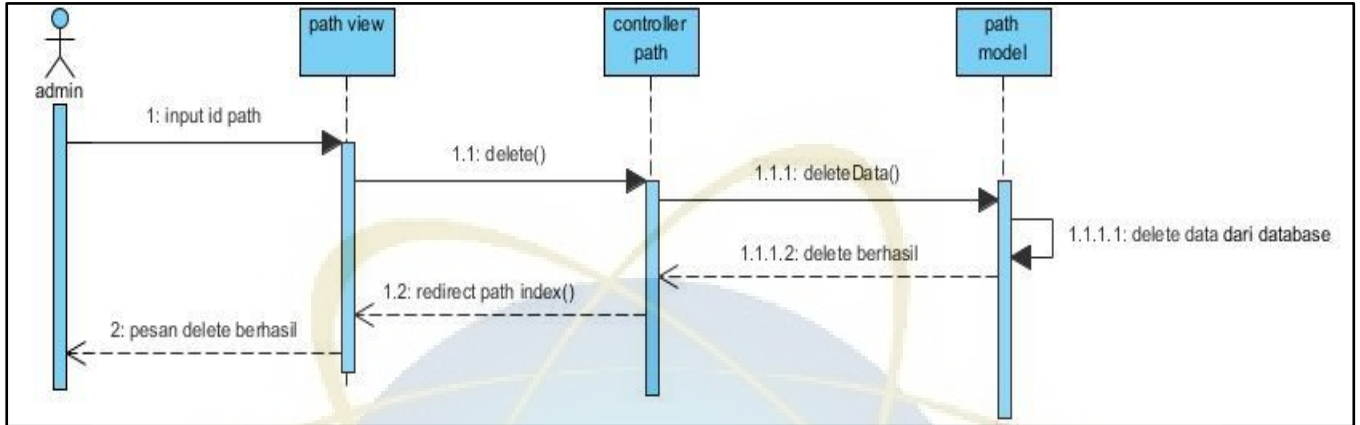 path view
controller
path
path
model
admin
1: input id path
1.1: delete()
1.1.1: deleteData()
1.1.1.1: delete data dari database
1.1.1.2: delete berhasil
1.2: redirect path index()
2: pesan delete berhasil